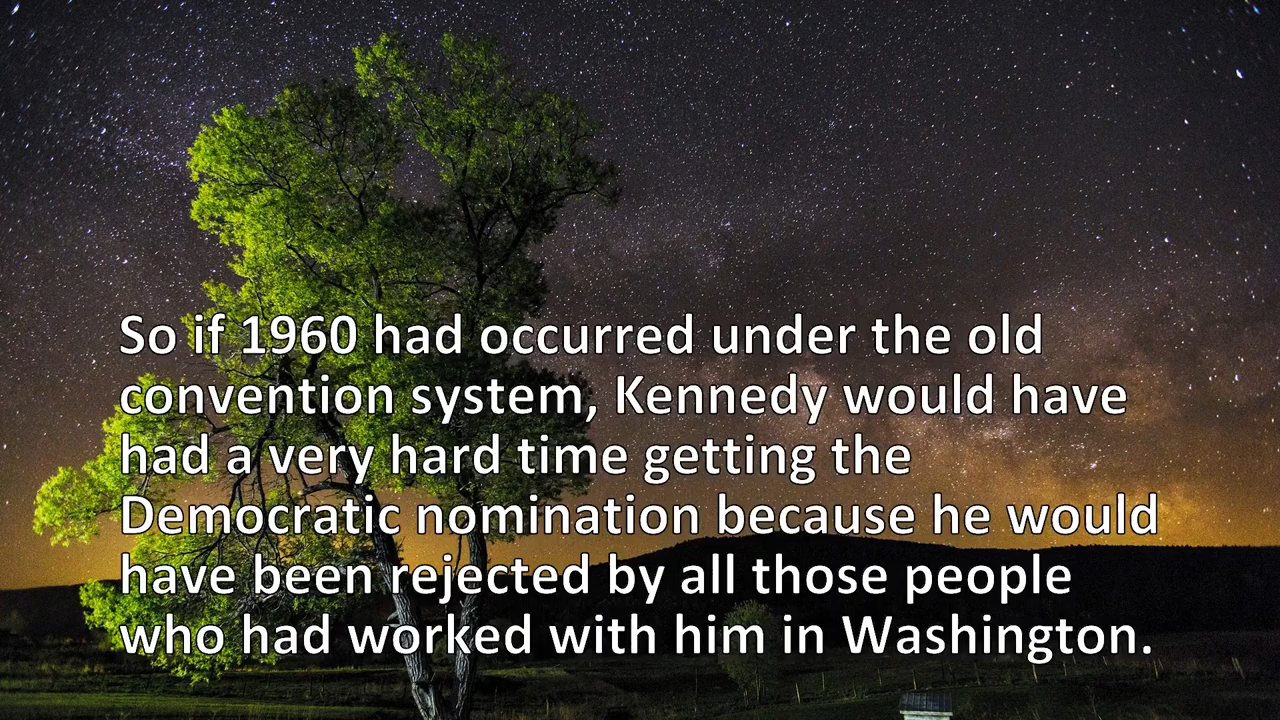 So if 1960 had occurred under the old
convention system, Kennedy would have
had a very hard time getting the
Democratic nomination because he would
have been rejected by all those people
who had worked with him in Washington.